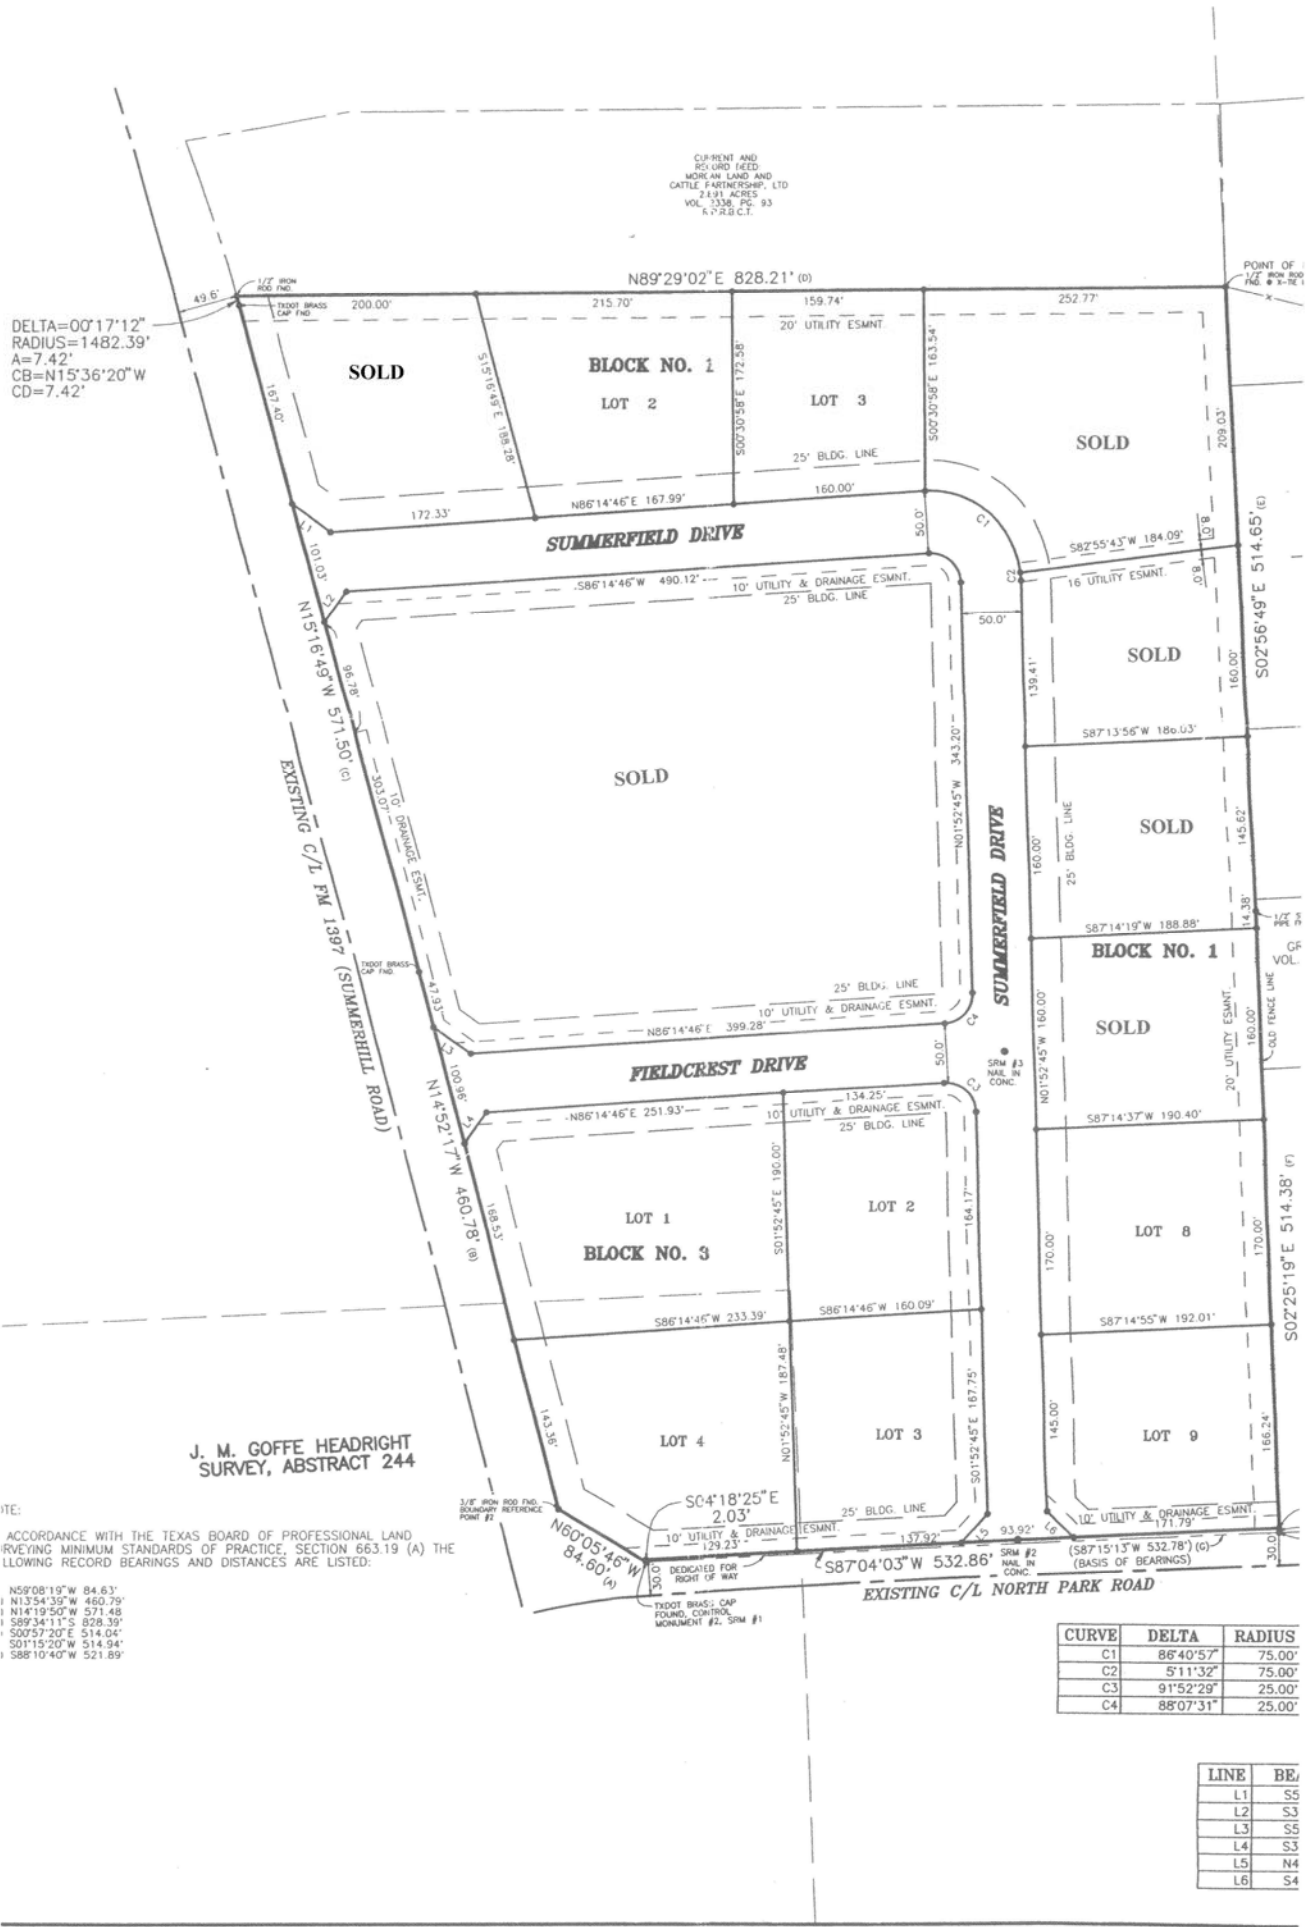 CURRENT AND
RECORD DEED:
MORGAN LAND AND
CATTLE PARTNERSHIP, LTD
2.891 ACRES
VOL. 2338, PG. 93
R.P.R.B.C.T.
POINT OF
1/2" IRON ROD
N89°29'02"E 828.21' (D)
1/2" IRON
ROD FND.
49.6'
TXDOT BRASS
CAP FND
200.00'
215.70'
159.74'
252.77'
20' UTILITY ESMNT.
DELTA=00°17'12"
RADIUS=1482.39'
A=7.42'
CB=N15°36'20"W
CD=7.42'
167.40'
SOLD
S15°16'49"E 188.28'
BLOCK NO. 1
LOT 2
S00°30'58"E 172.58'
LOT 3
S00°30'58"E 163.54'
SOLD
209.03'
25' BLDG. LINE
172.33'
N86°14'46"E 167.99'
160.00'
L1
SUMMERFIELD DRIVE
50.0'
C1
8.0'
S82°55'43"W 184.09'
S02°56'49"E 514.65' (E)
101.03'
L2
S86°14'46"W 490.12'
10' UTILITY & DRAINAGE ESMNT.
25' BLDG. LINE
C2
16 UTILITY ESMNT.
8.0'
50.0'
N15°16'49"W 571.50' (C)
96.78'
139.41'
SOLD
160.00'
S87°13'56"W 186.03'
EXISTING C/L FM 1397 (SUMMERHILL ROAD)
303.07'
10' DRAINAGE ESMT.
SOLD
N01°52'45"W 343.20'
SUMMERFIELD DRIVE
160.00'
25' BLDG. LINE
SOLD
145.62'
14.38'
S87°14'19"W 188.88'
BLOCK NO. 1
VOL.
TXDOT BRASS
CAP FND.
47.93'
25' BLDG. LINE
10' UTILITY & DRAINAGE ESMNT.
N86°14'46"E 399.28'
C4
N01°52'45"W 160.00'
SOLD
20' UTILITY ESMNT.
160.00'
OLD FENCE LINE
L3
FIELDCREST DRIVE
50.0'
SRM #3
NAIL IN
CONC.
100.96'
134.25'
C3
N86°14'46"E 251.93'
10' UTILITY & DRAINAGE ESMNT.
25' BLDG. LINE
S87°14'37"W 190.40'
N14°52'17"W 460.78' (B)
168.53'
S01°52'45"E 190.00'
LOT 1
BLOCK NO. 3
LOT 2
164.17'
170.00'
LOT 8
170.00'
S02°25'19"E 514.38' (F)
S86°14'46"W 233.39'
S86°14'46"W 160.09'
S87°14'55"W 192.01'
143.36'
LOT 4
N01°52'45"W 187.48'
LOT 3
S01°52'45"E 167.75'
145.00'
LOT 9
166.24'
J. M. GOFFE HEADRIGHT
SURVEY, ABSTRACT 244
3/8" IRON ROD FND.
BOUNDARY REFERENCE
POINT #2
S04°18'25"E
2.03'
25' BLDG. LINE
10' UTILITY & DRAINAGE ESMNT.
129.23'
137.92'
L5
93.92'
L6
10' UTILITY & DRAINAGE ESMNT.
171.79'
N60°05'46"W
84.60' (A)
30.0'
DEDICATED FOR
RIGHT OF WAY
S87°04'03"W 532.86'
SRM #2
NAIL IN
CONC.
(S87°15'13"W 532.78') (G)
(BASIS OF BEARINGS)
30.0'
EXISTING C/L NORTH PARK ROAD
TXDOT BRASS CAP
FOUND, CONTROL
MONUMENT #2, SRM #1
OTE:
ACCORDANCE WITH THE TEXAS BOARD OF PROFESSIONAL LAND
RVEYING MINIMUM STANDARDS OF PRACTICE, SECTION 663.19 (A) THE
LLOWING RECORD BEARINGS AND DISTANCES ARE LISTED:
N59°08'19"W 84.63'
N13°54'39"W 460.79'
N14°19'50"W 571.48
S89°34'11"S 828.39'
S00°57'20"E 514.04'
S01°15'20"W 514.94'
S88°10'40"W 521.89'
CURVE DELTA RADIUS
C1 86°40'57" 75.00'
C2 5°11'32" 75.00'
C3 91°52'29" 25.00'
C4 88°07'31" 25.00'
LINE BEA
L1 S5
L2 S3
L3 S5
L4 S3
L5 N4
L6 S4